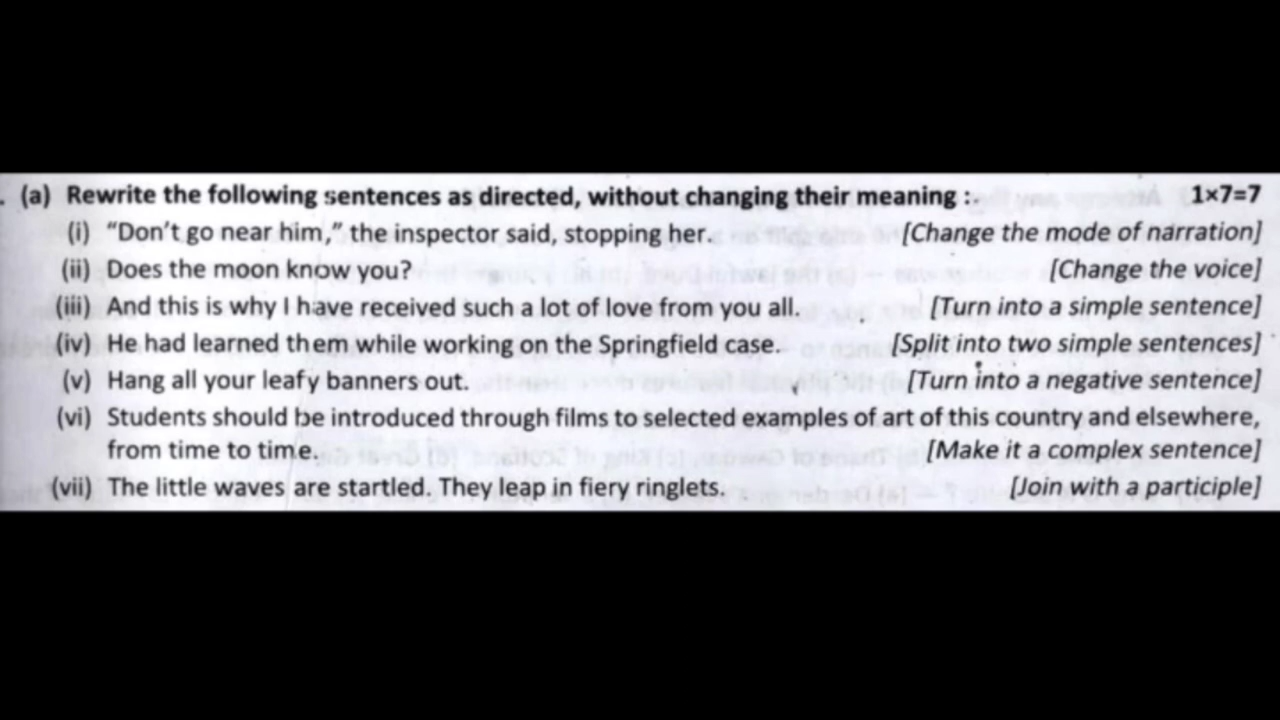 . (a) Rewrite the following sentences as directed, without changing their meaning :- 1×7=7
(i) “Don’t go near him,” the inspector said, stopping her. [Change the mode of narration]
(ii) Does the moon know you? [Change the voice]
(iii) And this is why I have received such a lot of love from you all. [Turn into a simple sentence]
(iv) He had learned them while working on the Springfield case. [Split into two simple sentences]
(v) Hang all your leafy banners out. [Turn into a negative sentence]
(vi) Students should be introduced through films to selected examples of art of this country and elsewhere,
from time to time. [Make it a complex sentence]
(vii) The little waves are startled. They leap in fiery ringlets. [Join with a participle]